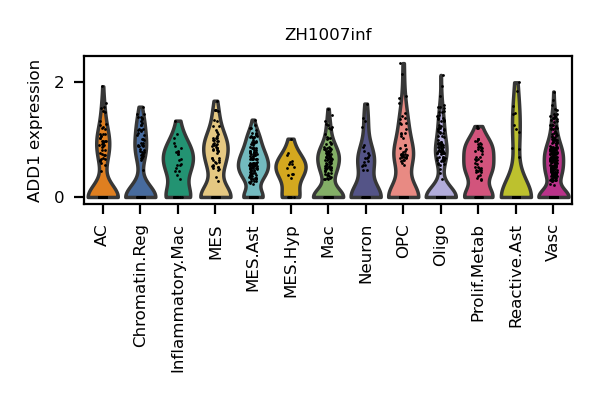 ZH1007inf
ADD1 expression
2
0
AC
Chromatin.Reg
Inflammatory.Mac
MES
MES.Ast
MES.Hyp
Mac
Neuron
OPC
Oligo
Prolif.Metab
Reactive.Ast
Vasc